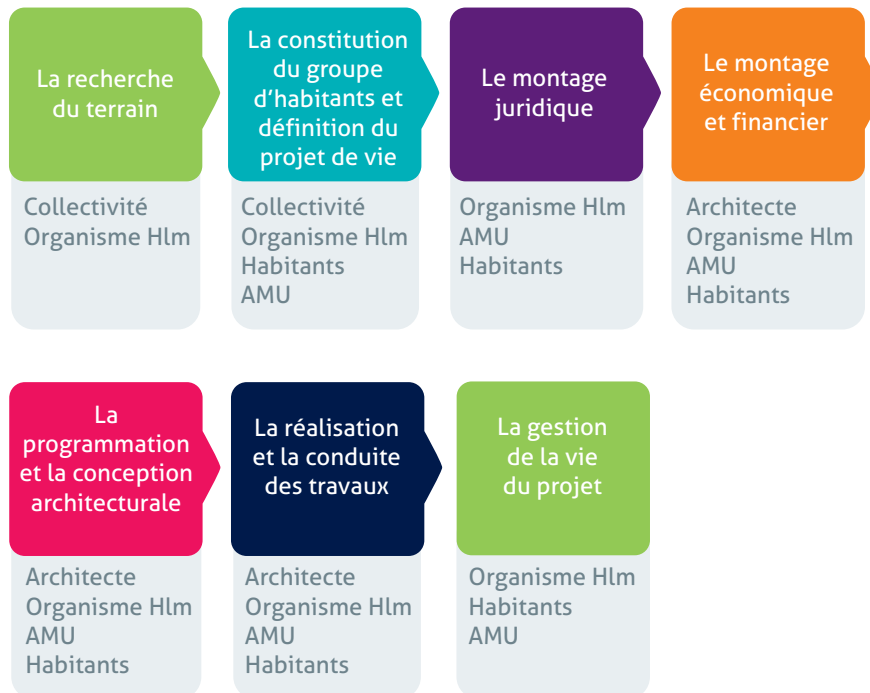 La recherche
du terrain
Collectivité
Organisme Hlm
La constitution
du groupe
d'habitants et
définition du
projet de vie
Collectivité
Organisme Hlm
Habitants
AMU
Le montage
juridique
Organisme Hlm
AMU
Habitants
Le montage
économique
et financier
Architecte
Organisme Hlm
AMU
Habitants
La
programmation
et la conception
architecturale
Architecte
Organisme Hlm
AMU
Habitants
La réalisation
et la conduite
des travaux
Architecte
Organisme Hlm
AMU
Habitants
La gestion
de la vie
du projet
Organisme Hlm
Habitants
AMU